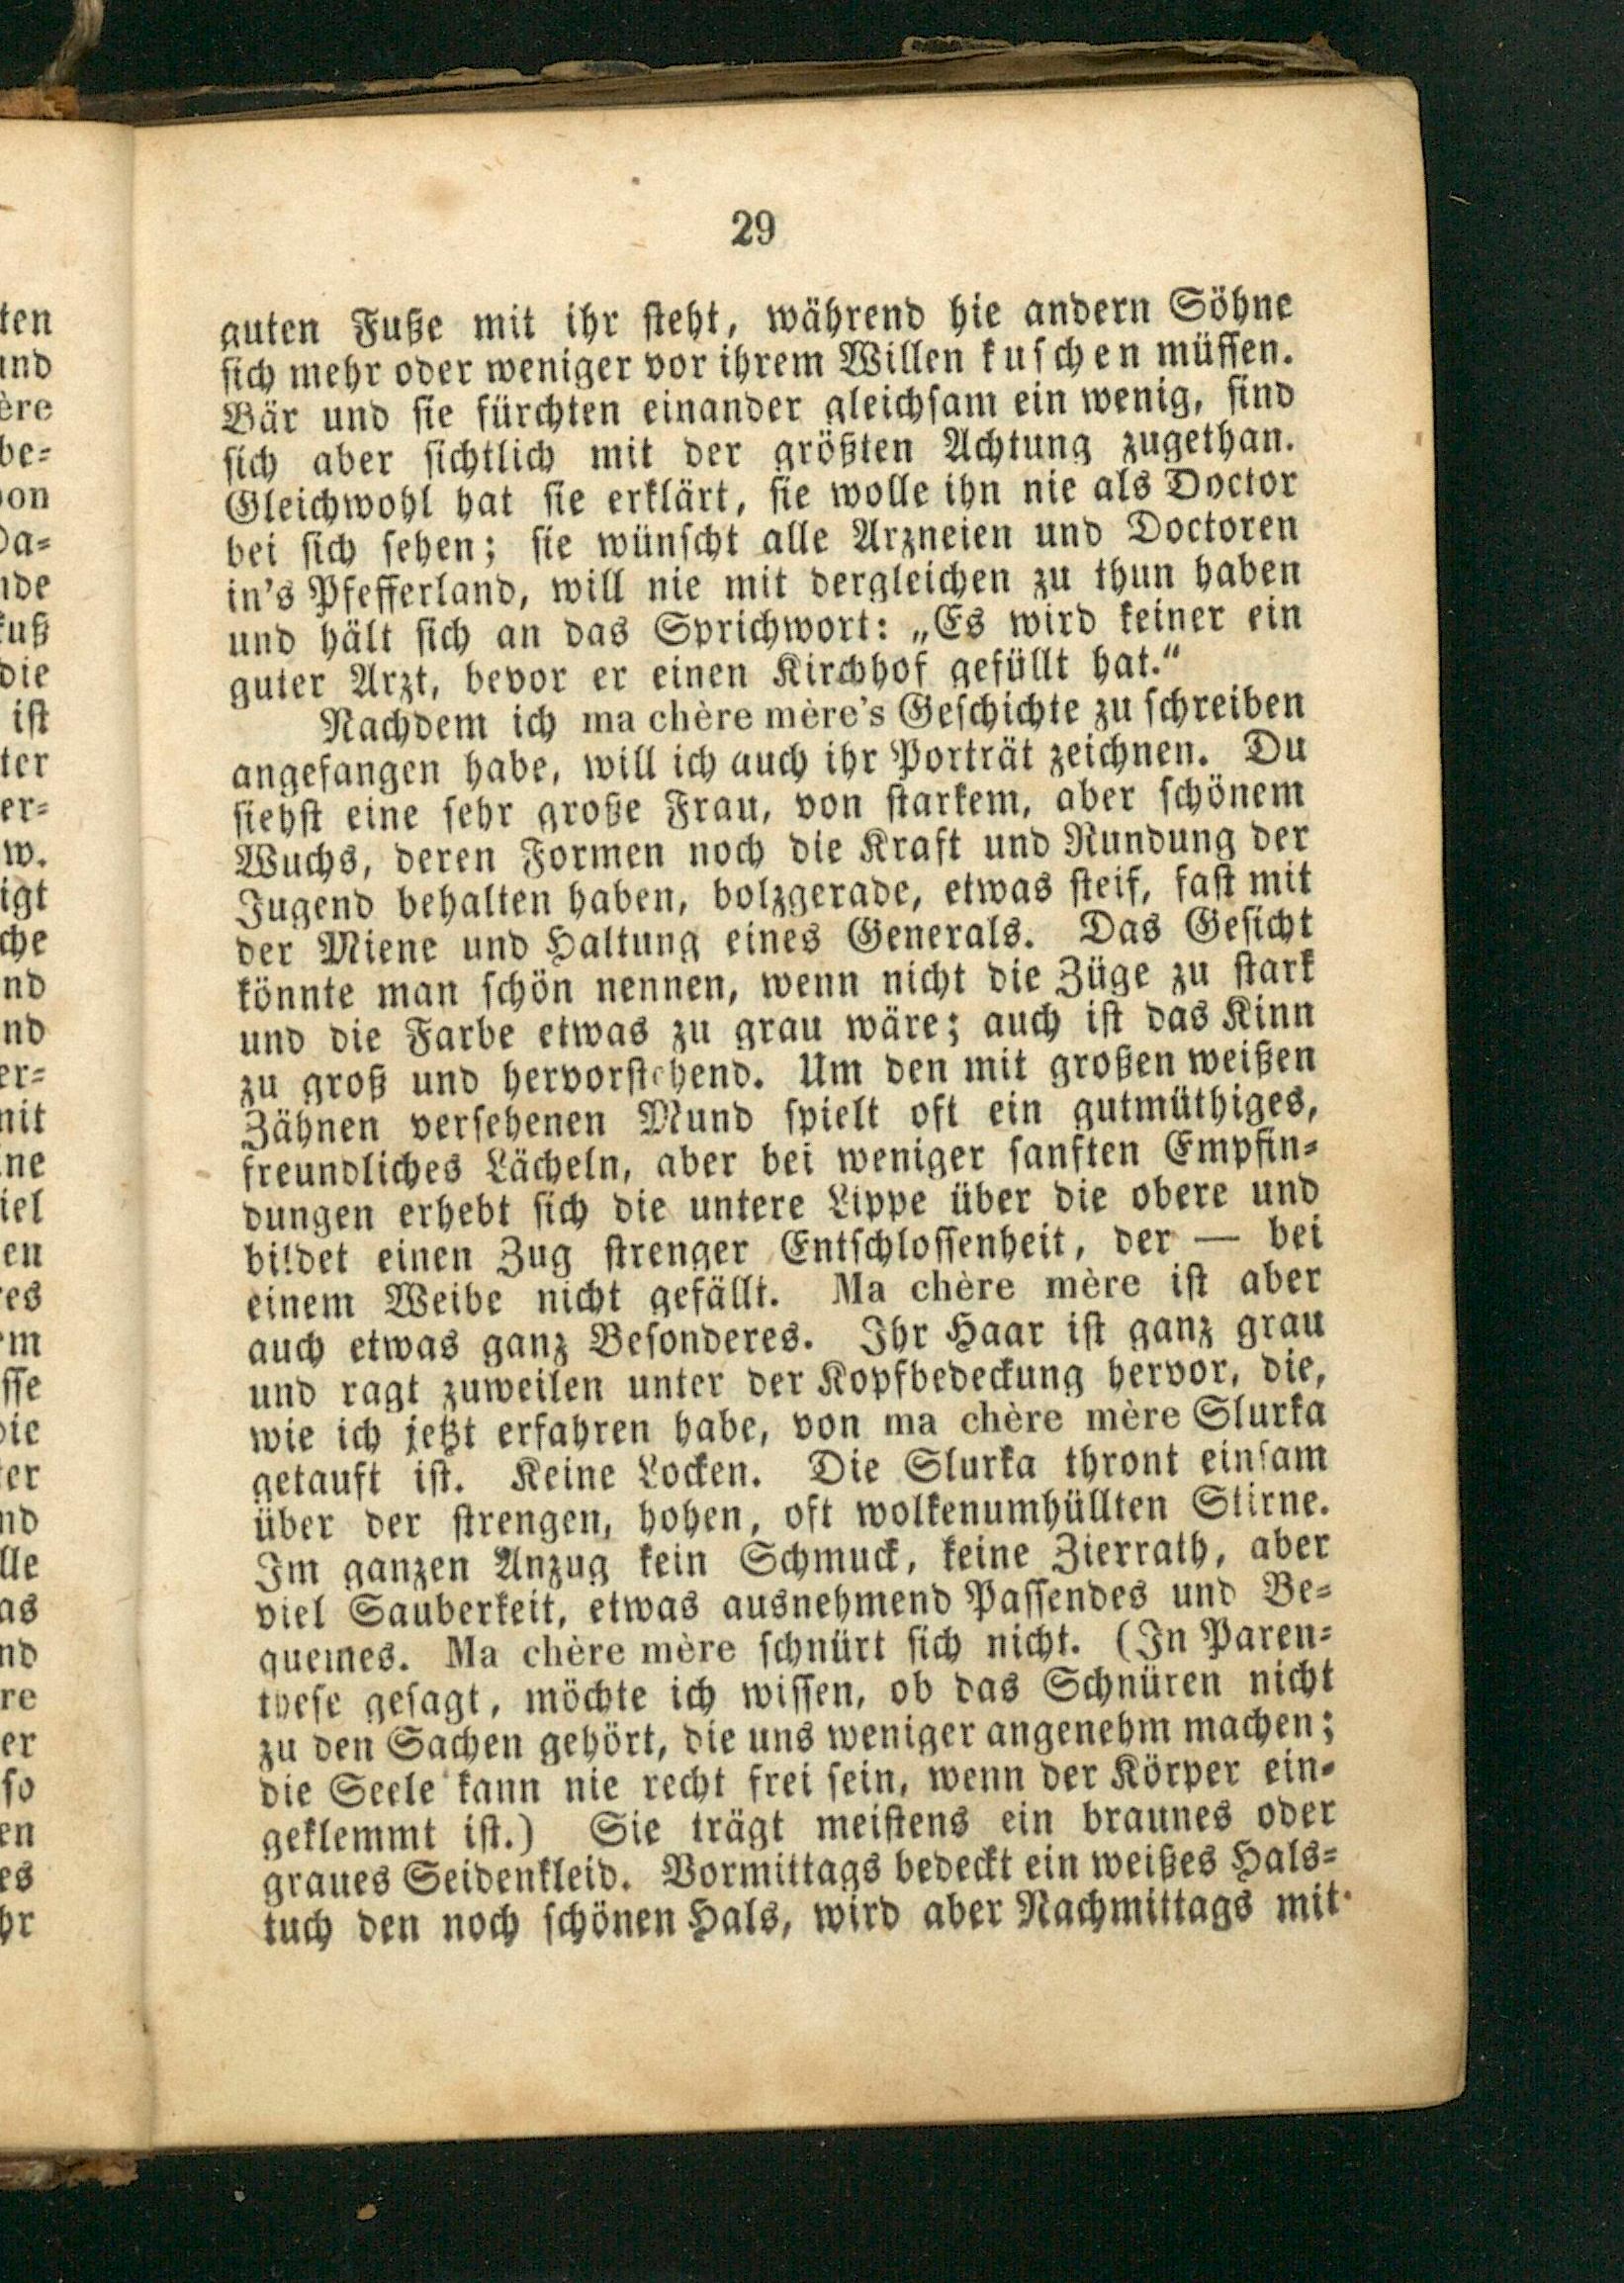 29
guten Fuße mit ihr steht, während hie andern Söhne
sich mehr oder weniger vor ihrem Willen kuschen müssen.
Bär und sie fürchten einander gleichsam ein wenig, sind
sich aber sichtlich mit der größten Achtung zugethan.
Gleichwohl hat sie erklärt, sie wolle ihn nie als Doctor
bei sich sehen; sie wünscht alle Arzneien und Doctoren
in's Pfefferland, will nie mit dergleichen zu thun haben
und hält sich an das Sprichwort: „Es wird keiner ein
guter Arzt, bevor er einen Kirchhof gefüllt hat.“
Nachdem ich ma chère mère's Geschichte zu schreiben
angefangen habe, will ich auch ihr Porträt zeichnen. Du
siehst eine sehr große Frau, von starkem, aber schönem
Wuchs, deren Formen noch die Kraft und Rundung der
Jugend behalten haben, bolzgerade, etwas steif, fast mit
der Miene und Haltung eines Generals. Das Gesicht
könnte man schön nennen, wenn nicht die Züge zu stark
und die Farbe etwas zu grau wäre; auch ist das Kinn
zu groß und hervorstehend. Um den mit großen weißen
Zähnen versehenen Mund spielt oft ein gutmüthiges,
freundliches Lächeln, aber bei weniger sanften Empfin-
dungen erhebt sich die untere Lippe über die obere und
bildet einen Zug strenger Entschlossenheit, der — bei
einem Weibe nicht gefällt. Ma chère mère ist aber
auch etwas ganz Besonderes. Ihr Haar ist ganz grau
und ragt zuweilen unter der Kopfbedeckung hervor, die,
wie ich jetzt erfahren habe, von ma chère mère Slurka
getauft ist. Keine Locken. Die Slurka thront einsam
über der strengen, hohen, oft wolkenumhüllten Stirne.
Im ganzen Anzug kein Schmuck, keine Zierrath, aber
viel Sauberkeit, etwas ausnehmend Passendes und Be-
quemes. Ma chère mère schnürt sich nicht. (In Paren-
these gesagt, möchte ich wissen, ob das Schnüren nicht
zu den Sachen gehört, die uns weniger angenehm machen;
die Seele kann nie recht frei sein, wenn der Körper ein-
geklemmt ist.) Sie trägt meistens ein braunes oder
graues Seidenkleid. Vormittags bedeckt ein weißes Hals-
tuch den noch schönen Hals, wird aber Nachmittags mit